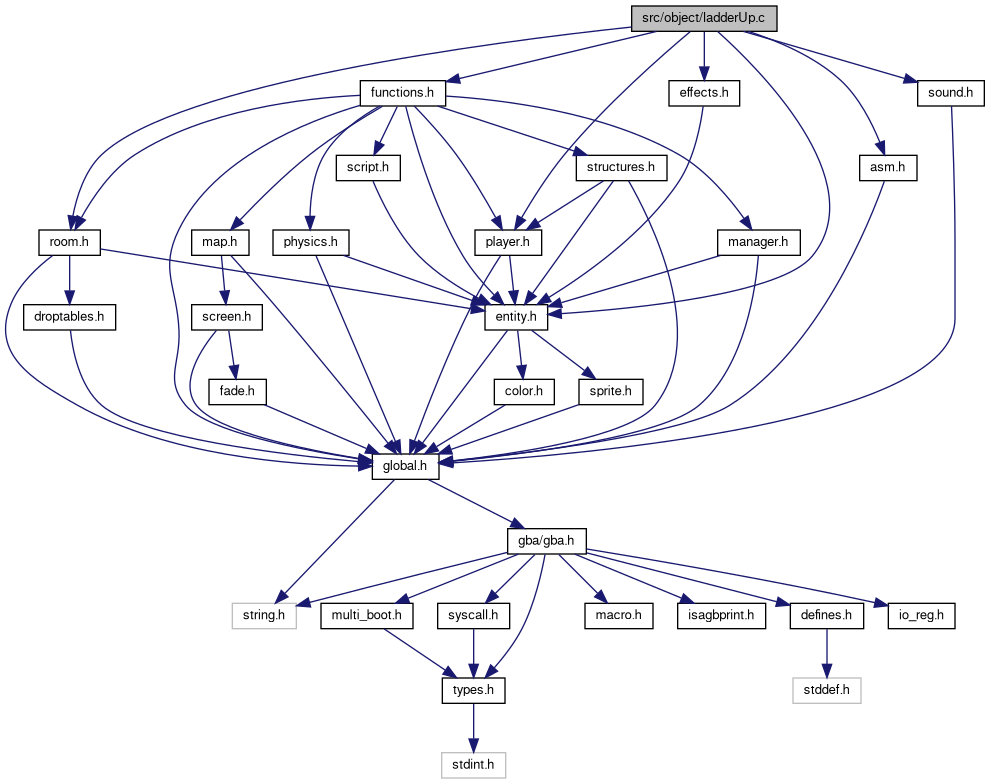 src/object/ladderUp.c
functions.h
effects.h
sound.h
script.h
structures.h
asm.h
room.h
map.h
physics.h
player.h
manager.h
droptables.h
screen.h
entity.h
fade.h
color.h
sprite.h
global.h
gba/gba.h
string.h
multi_boot.h
syscall.h
macro.h
isagbprint.h
defines.h
io_reg.h
types.h
stddef.h
stdint.h